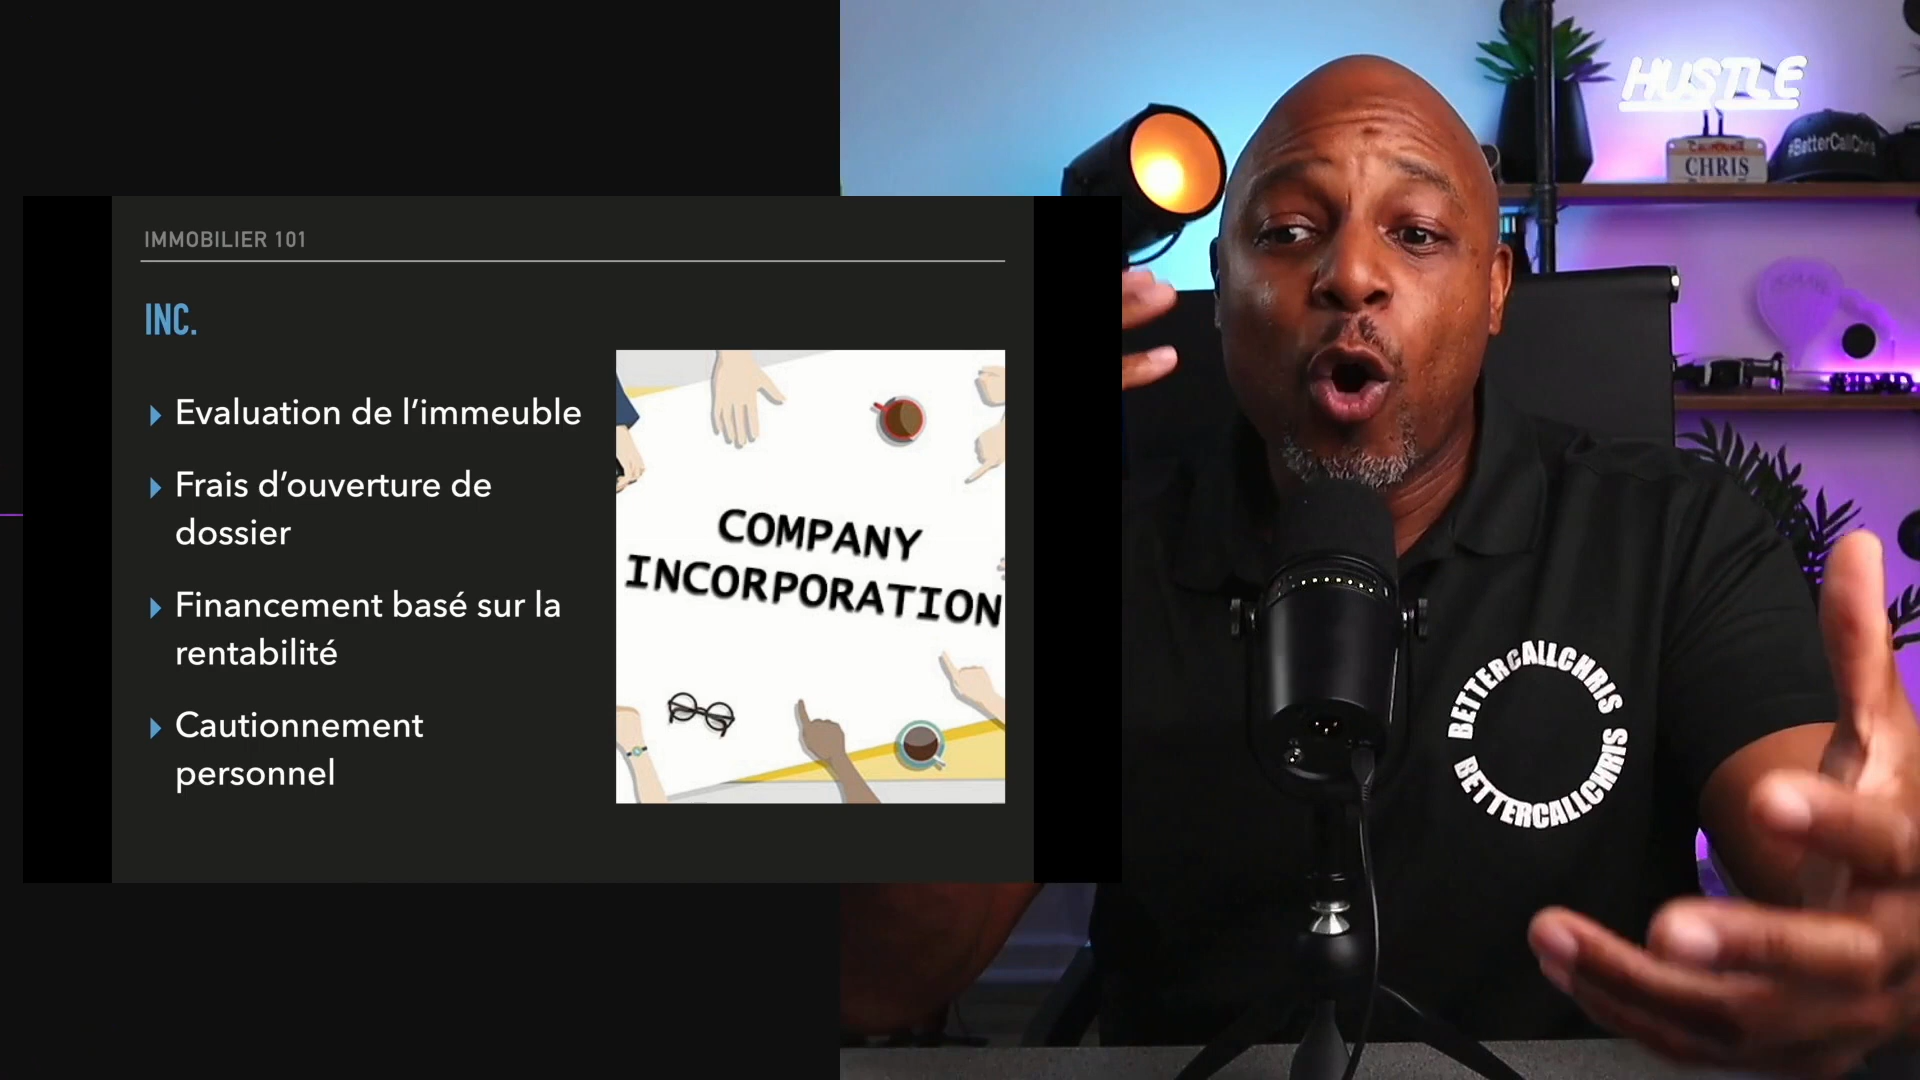 IMMOBILIER 101
INC.
Evaluation de l’immeuble
Frais d’ouverture de
dossier
Financement basé sur la
rentabilité
Cautionnement
personnel
COMPANY
INCORPORATION
HUSTLE
CHRIS
#BetterCallChris
BETTERCALLCHRIS
BETTERCALLCHRIS